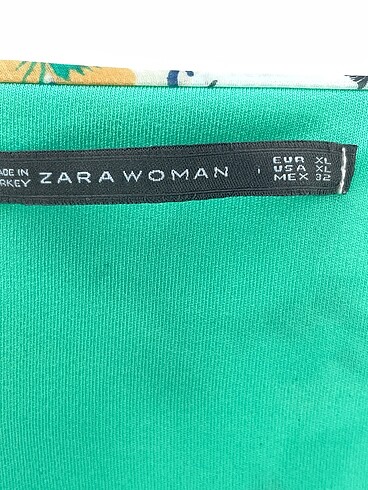 ADE IN
RKEY
ZARA WOMAN
EUR XL
USA XL
MEX 32